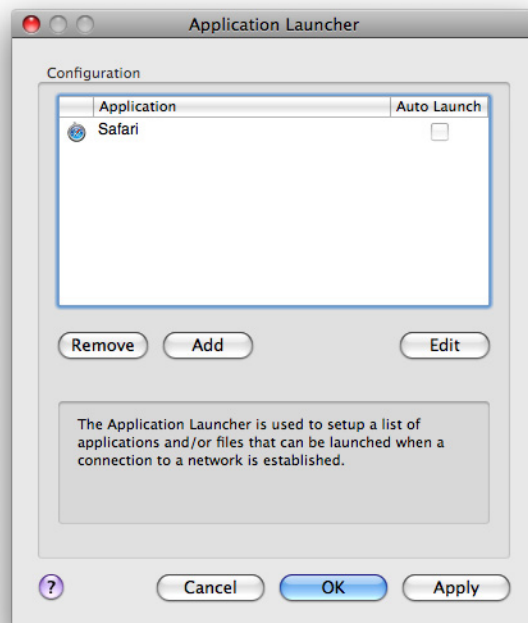 Application Launcher
Configuration
Application Auto Launch
Safari
Remove Add Edit
The Application Launcher is used to setup a list of
applications and/or files that can be launched when a
connection to a network is established.
? Cancel OK Apply